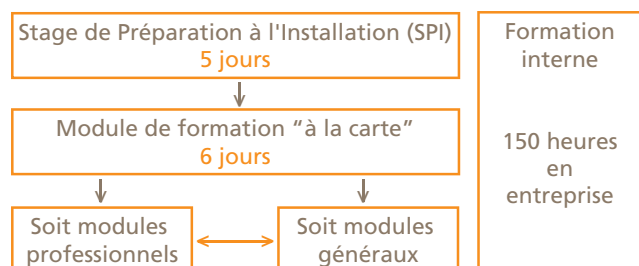 Stage de Préparation à l'Installation (SPI)
5 jours
Module de formation “à la carte”
6 jours
Soit modules
professionnels
Soit modules
généraux
Formation
interne
150 heures
en
entreprise